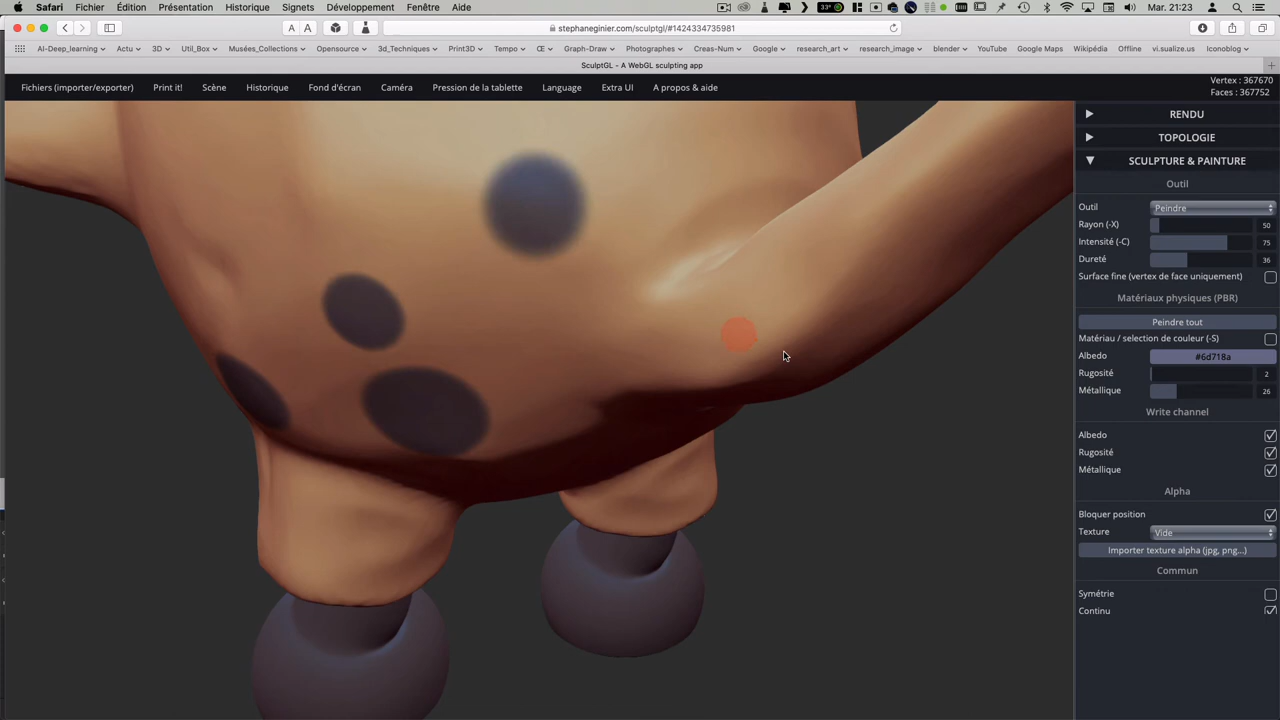 Safari Fichier Édition Présentation Historique Signets Développement Fenêtres Aide 33° Mar. 21:23
A A stephaneginier.com/sculptgl/#1424334735981
AI-Deep_learning Actu 3D Util_Box Musées_Collections Opensource 3d_Techniques Print3D Tempo Œ Graph-Draw Photographes Creas-Num Google research_art research_image blender YouTube Google Maps Wikipédia Offline vi.sualize.us Iconoblog
SculptGL - A WebGL sculpting app
Fichiers (importer/exporter) Print it! Scène Historique Fond d'écran Caméra Pression de la tablette Language Extra UI A propos & aide
Vertex : 367670
Faces : 367752
RENDU
TOPOLOGIE
SCULPTURE & PAINTURE
Outil
Outil Peindre
Rayon (-X) 50
Intensité (-C) 75
Dureté 36
Surface fine (vertex de face uniquement)
Matériaux physiques (PBR)
Peindre tout
Matériau / selection de couleur (-S)
Albedo #6d718a
Rugosité 2
Métallique 26
Write channel
Albedo
Rugosité
Métallique
Alpha
Bloquer position
Texture Vide
Importer texture alpha (jpg, png...)
Commun
Symétrie
Continu